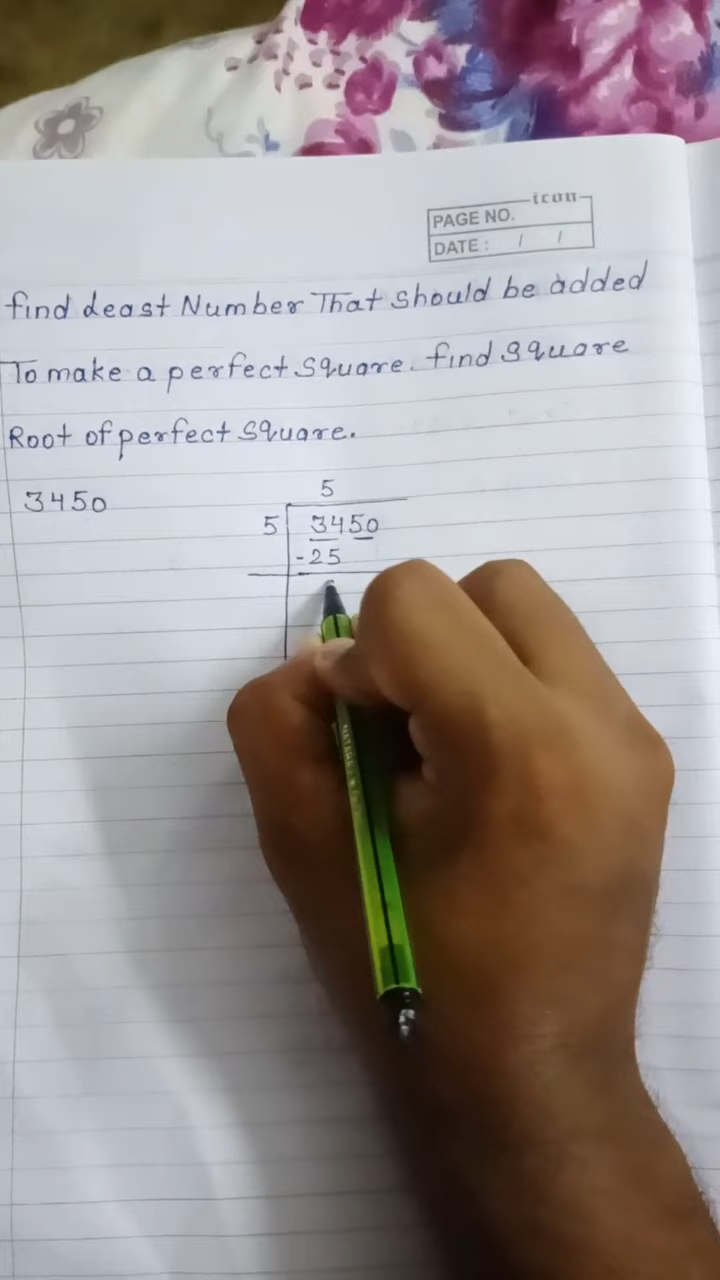 icon
PAGE NO.
DATE : / /
find Least Number That should be added
To make a perfect square. find square
Root of perfect square.
3450
5
5 3450
-25